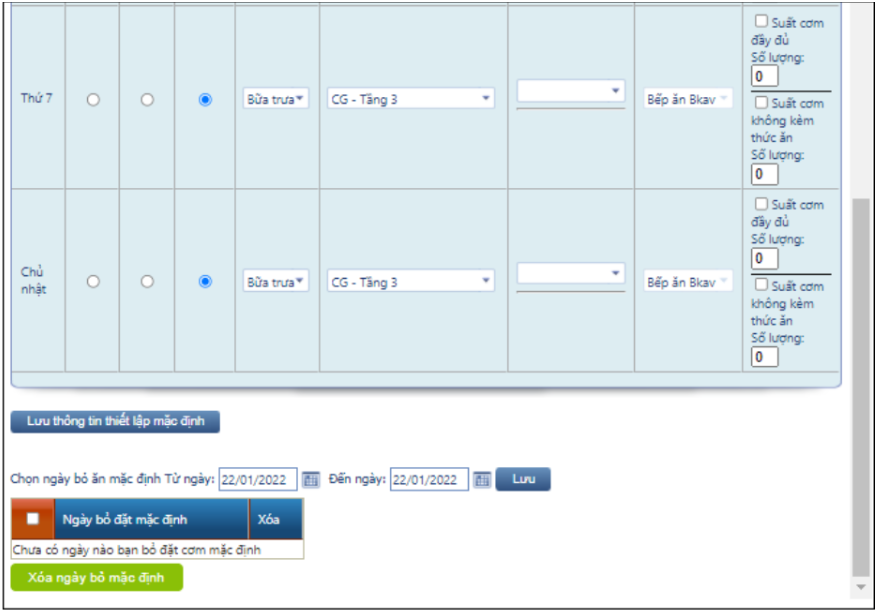 Suất cơm
đầy đủ
Số lượng:
0
Thứ 7
Bữa trưa
CG - Tầng 3
Bếp ăn Bkav
Suất cơm
không kèm
thức ăn
Số lượng:
0
Suất cơm
đầy đủ
Số lượng:
0
Chủ
nhật
Bữa trưa
CG - Tầng 3
Bếp ăn Bkav
Suất cơm
không kèm
thức ăn
Số lượng:
0
Lưu thông tin thiết lập mặc định
Chọn ngày bỏ ăn mặc định Từ ngày: 22/01/2022 Đến ngày: 22/01/2022 Lưu
Ngày bỏ đặt mặc định Xóa
Chưa có ngày nào bạn bỏ đặt cơm mặc định
Xóa ngày bỏ mặc định